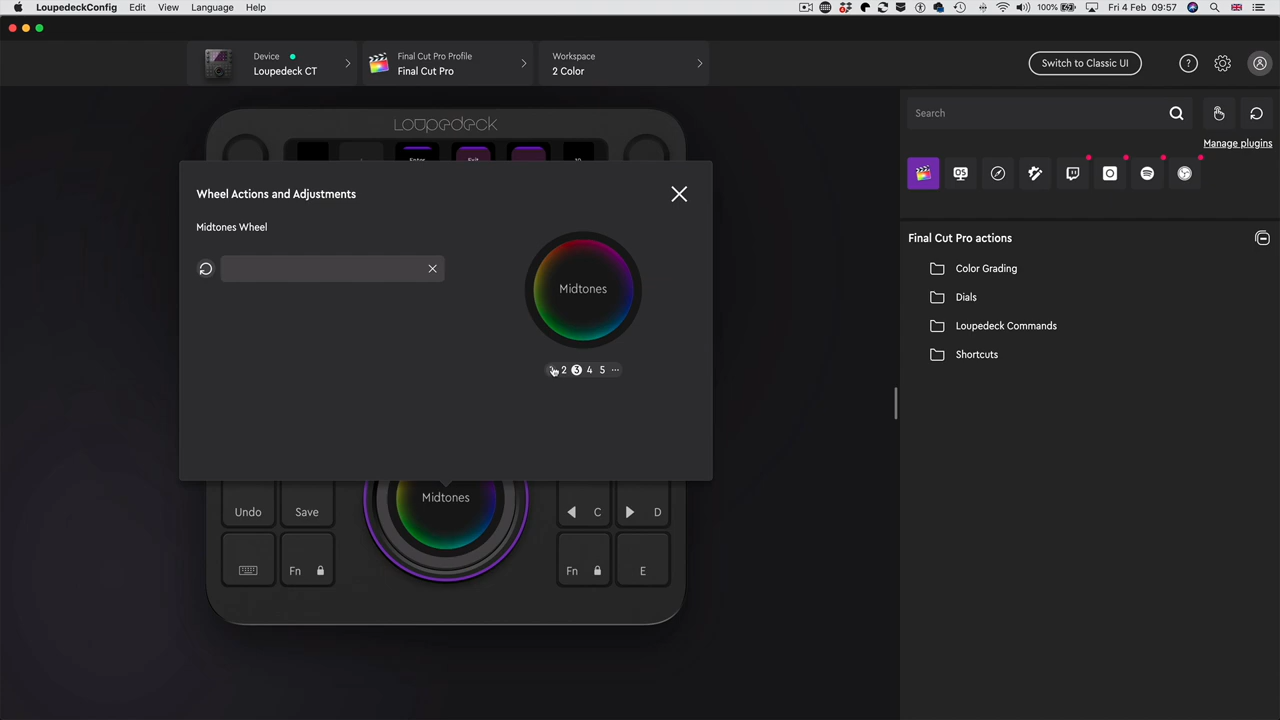 LoupedeckConfig Edit View Language Help
100% Fri 4 Feb 09:57
Device
Loupedeck CT
Final Cut Pro Profile
Final Cut Pro
Workspace
2 Color
Switch to Classic UI
?
Search
Manage plugins
Loupedeck
Enter Exit 10
Wheel Actions and Adjustments
Midtones Wheel
Midtones
2 3 4 5 ...
Final Cut Pro actions
Color Grading
Dials
Loupedeck Commands
Shortcuts
Midtones
Undo Save C D
Fn Fn E